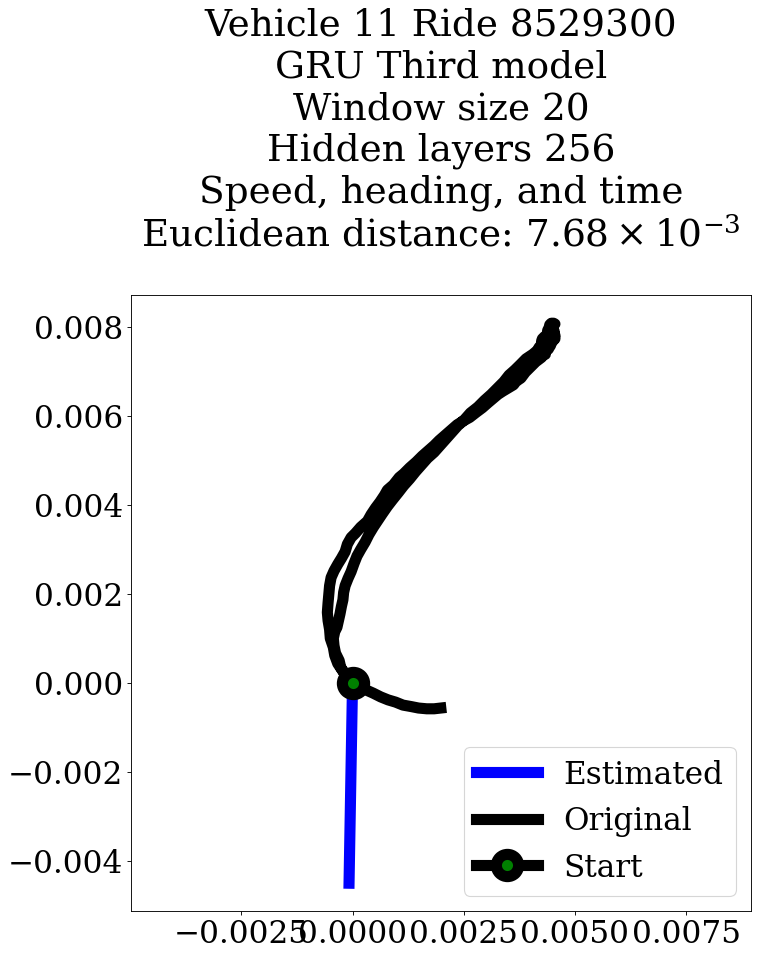 Vehicle 11 Ride 8529300
GRU Third model
Window size 20
Hidden layers 256
Speed, heading, and time
Euclidean distance: 7.68 × 10⁻³
0.008
0.006
0.004
0.002
0.000
−0.002
−0.004
Estimated
Original
Start
−0.0025 0.0000 0.0025 0.0050 0.0075